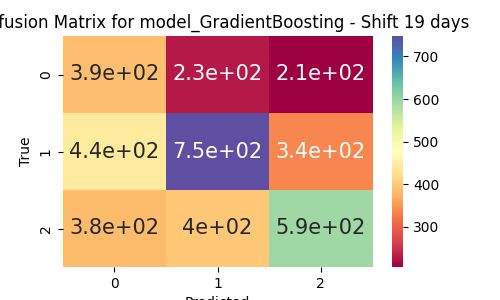 fusion Matrix for model_GradientBoosting - Shift 19 days
0 3.9e+02 2.3e+02 2.1e+02
1 4.4e+02 7.5e+02 3.4e+02
2 3.8e+02 4e+02 5.9e+02
True
0 1 2
Predicted
700
600
500
400
300